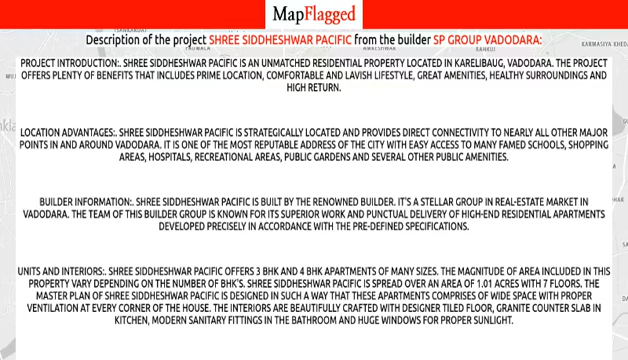 MapFlagged
Description of the project SHREE SIDDHESHWAR PACIFIC from the builder SP GROUP VADODARA:
PROJECT INTRODUCTION:. SHREE SIDDHESHWAR PACIFIC IS AN UNMATCHED RESIDENTIAL PROPERTY LOCATED IN KARELIBAUG, VADODARA. THE PROJECT
OFFERS PLENTY OF BENEFITS THAT INCLUDES PRIME LOCATION, COMFORTABLE AND LAVISH LIFESTYLE, GREAT AMENITIES, HEALTHY SURROUNDINGS AND
HIGH RETURN.
LOCATION ADVANTAGES:. SHREE SIDDHESHWAR PACIFIC IS STRATEGICALLY LOCATED AND PROVIDES DIRECT CONNECTIVITY TO NEARLY ALL OTHER MAJOR
POINTS IN AND AROUND VADODARA. IT IS ONE OF THE MOST REPUTABLE ADDRESS OF THE CITY WITH EASY ACCESS TO MANY FAMED SCHOOLS, SHOPPING
AREAS, HOSPITALS, RECREATIONAL AREAS, PUBLIC GARDENS AND SEVERAL OTHER PUBLIC AMENITIES.
BUILDER INFORMATION:. SHREE SIDDHESHWAR PACIFIC IS BUILT BY THE RENOWNED BUILDER. IT'S A STELLAR GROUP IN REAL-ESTATE MARKET IN
VADODARA. THE TEAM OF THIS BUILDER GROUP IS KNOWN FOR ITS SUPERIOR WORK AND PUNCTUAL DELIVERY OF HIGH-END RESIDENTIAL APARTMENTS
DEVELOPED PRECISELY IN ACCORDANCE WITH THE PRE-DEFINED SPECIFICATIONS.
UNITS AND INTERIORS:. SHREE SIDDHESHWAR PACIFIC OFFERS 3 BHK AND 4 BHK APARTMENTS OF MANY SIZES. THE MAGNITUDE OF AREA INCLUDED IN THIS
PROPERTY VARY DEPENDING ON THE NUMBER OF BHK'S. SHREE SIDDHESHWAR PACIFIC IS SPREAD OVER AN AREA OF 1.01 ACRES WITH 7 FLOORS. THE
MASTER PLAN OF SHREE SIDDHESHWAR PACIFIC IS DESIGNED IN SUCH A WAY THAT THESE APARTMENTS COMPRISES OF WIDE SPACE WITH PROPER
VENTILATION AT EVERY CORNER OF THE HOUSE. THE INTERIORS ARE BEAUTIFULLY CRAFTED WITH DESIGNER TILED FLOOR, GRANITE COUNTER SLAB IN
KITCHEN, MODERN SANITARY FITTINGS IN THE BATHROOM AND HUGE WINDOWS FOR PROPER SUNLIGHT.